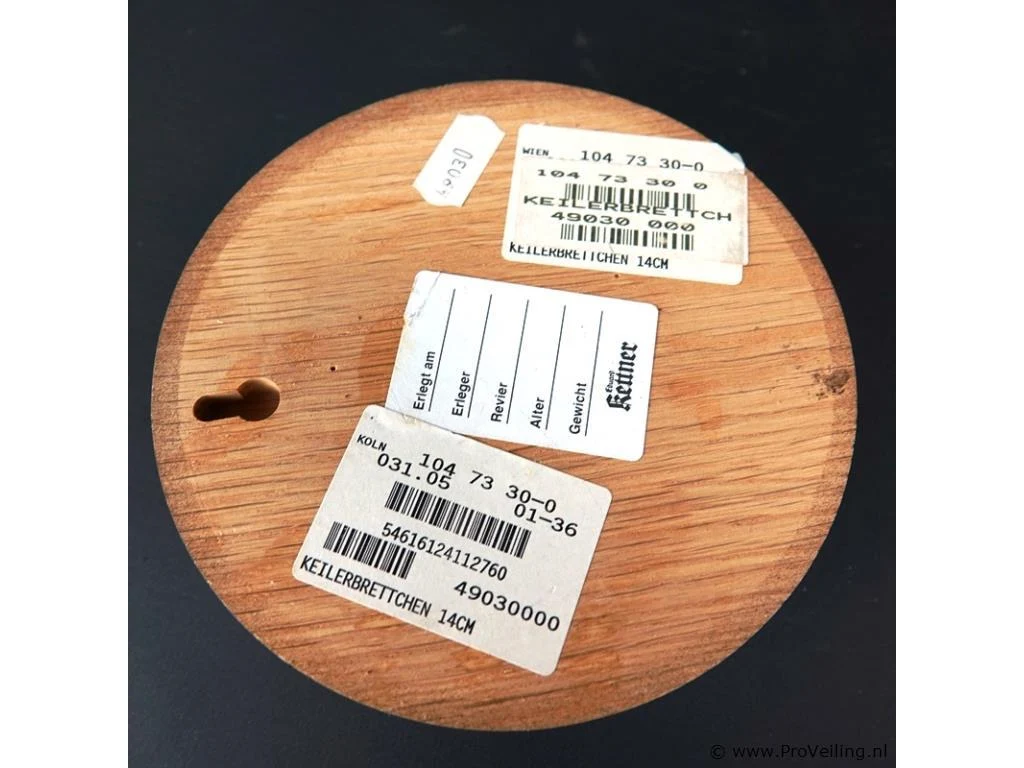 49030
WIEN 104 73 30-0
104 73 30 0
KEILERBRETTCH
49030 000
KEILERBRETTCHEN 14CM
Erlegt am
Erleger
Revier
Alter
Gewicht
Eduard
Kettner
KOLN
104 73 30-0
031.05 01-36
54616124112760
49030000
KEILERBRETTCHEN 14CM
© www.ProVeiling.nl